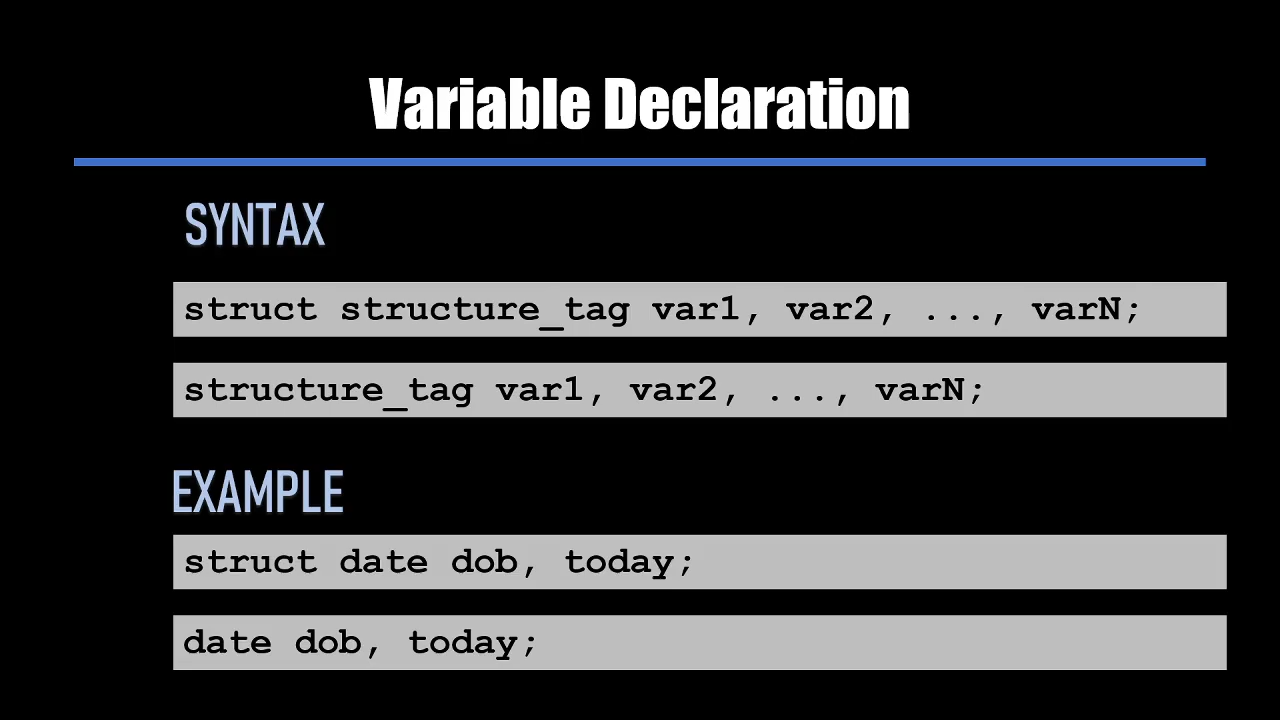 Variable Declaration
SYNTAX
struct structure_tag var1, var2, ..., varN;
structure_tag var1, var2, ..., varN;
EXAMPLE
struct date dob, today;
date dob, today;